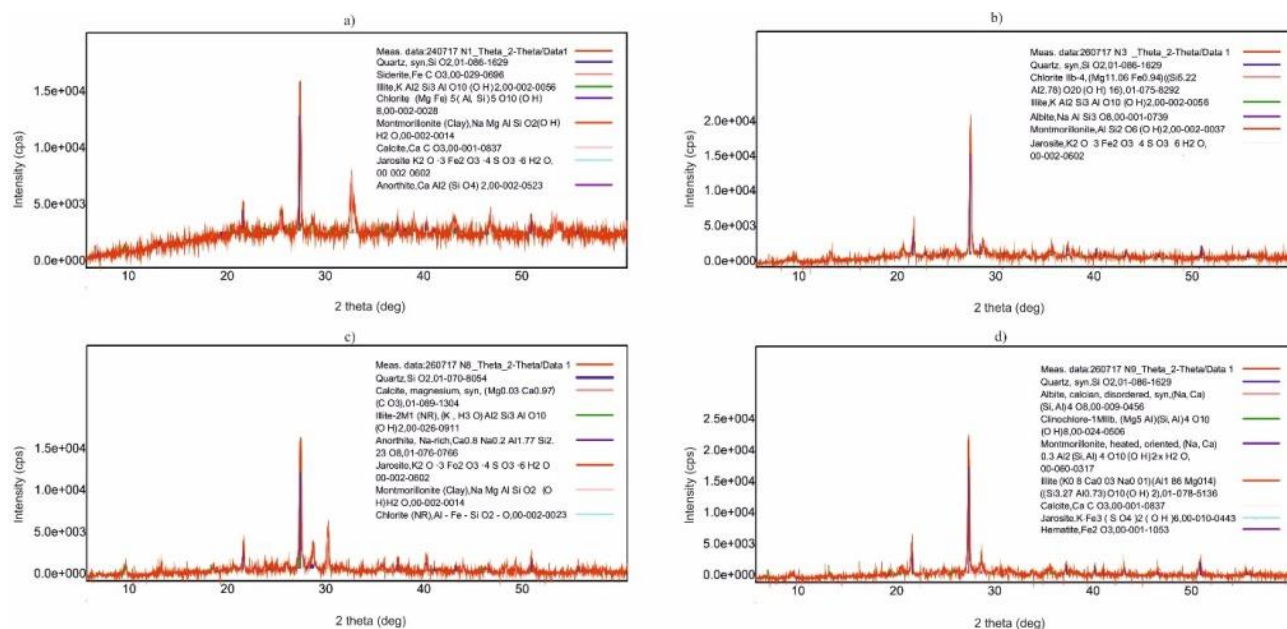 a)
Meas. data:240717 N1_Theta_2-Theta/Data1
Quartz, syn,Si O2,01-086-1629
Siderite,Fe C O3,00-029-0696
Illite,K Al2 Si3 Al O10 (O H)2,00-002-0056
Chlorite (Mg Fe) 5( Al, Si)5 O10 (O H)
8,00-002-0028
Montmorillonite (Clay),Na Mg Al Si O2(O H)
H2 O,00-002-0014
Calcite,Ca C O3,00-001-0837
Jarosite K2 O ·3 Fe2 O3 ·4 S O3 ·6 H2 O,
00 002 0602
Anorthite,Ca Al2 (Si O4) 2,00-002-0523
Intensity (cps)
1.5e+004
1.0e+004
5.0e+003
0.0e+000
10
20
30
40
50
2 theta (deg)
b)
Meas. data:260717 N3 _Theta_2-Theta/Data 1
Quartz, syn,Si O2,01-086-1629
Chlorite IIb-4, (Mg11.06 Fe0.94)((Si5.22
Al2.78) O20 (O H) 16),01-075-8292
Illite,K Al2 Si3 Al O10 (O H)2,00-002-0056
Albite,Na Al Si3 O8,00-001-0739
Montmorillonite,Al Si2 O6 (O H)2,00-002-0037
Jarosite,K2 O 3 Fe2 O3 4 S O3 6 H2 O,
00-002-0602
Intensity (cps)
2.0e+004
1.5e+004
1.0e+004
5.0e+003
0.0e+000
10
20
30
40
50
2 theta (deg)
c)
Meas. data:260717 N8_Theta_2-Theta/Data 1
Quartz,Si O2,01-070-8054
Calcite, magnesium, syn, (Mg0.03 Ca0.97)
(C O3),01-089-1304
Illite-2M1 (NR), (K , H3 O) Al2 Si3 Al O10
(O H)2,00-026-0911
Anorthite, Na-rich,Ca0.8 Na0.2 Al1.77 Si2.
23 O8,01-076-0766
Jarosite,K2 O ·3 Fe2 O3 ·4 S O3 ·6 H2 O
00-002-0602
Montmorillonite (Clay),Na Mg Al Si O2 (O
H)H2 O,00-002-0014
Chlorite (NR),Al - Fe - Si O2 - O,00-002-0023
Intensity (cps)
1.5e+004
1.0e+004
5.0e+003
0.0e+000
10
20
30
40
50
2 theta (deg)
d)
Meas. data:260717 N9_Theta_2-Theta/Data 1
Quartz, syn,Si O2,01-086-1629
Albite, calcian, disordered, syn,(Na, Ca)
(Si, Al)4 O8,00-009-0456
Clinochlore-1MIIb, (Mg5 Al)(Si, Al)4 O10
(O H)8,00-024-0506
Montmorillonite, heated, oriented, (Na, Ca)
0.3 Al2(Si, Al) 4 O10 (O H)2x H2 O,
00-060-0317
Illite (K0 8 Ca0 03 Na0 01)(Al1 86 Mg014)
((Si3.27 Al0.73) O10 (O H) 2),01-078-5136
Calcite,Ca C O3,00-001-0837
Jarosite,K Fe3 ( S O4 )2 ( O H )6,00-010-0443
Hematite,Fe2 O3,00-001-1053
Intensity (cps)
2.5e+004
2.0e+004
1.5e+004
1.0e+004
5.0e+003
0.0e+000
10
20
30
40
50
2 theta (deg)